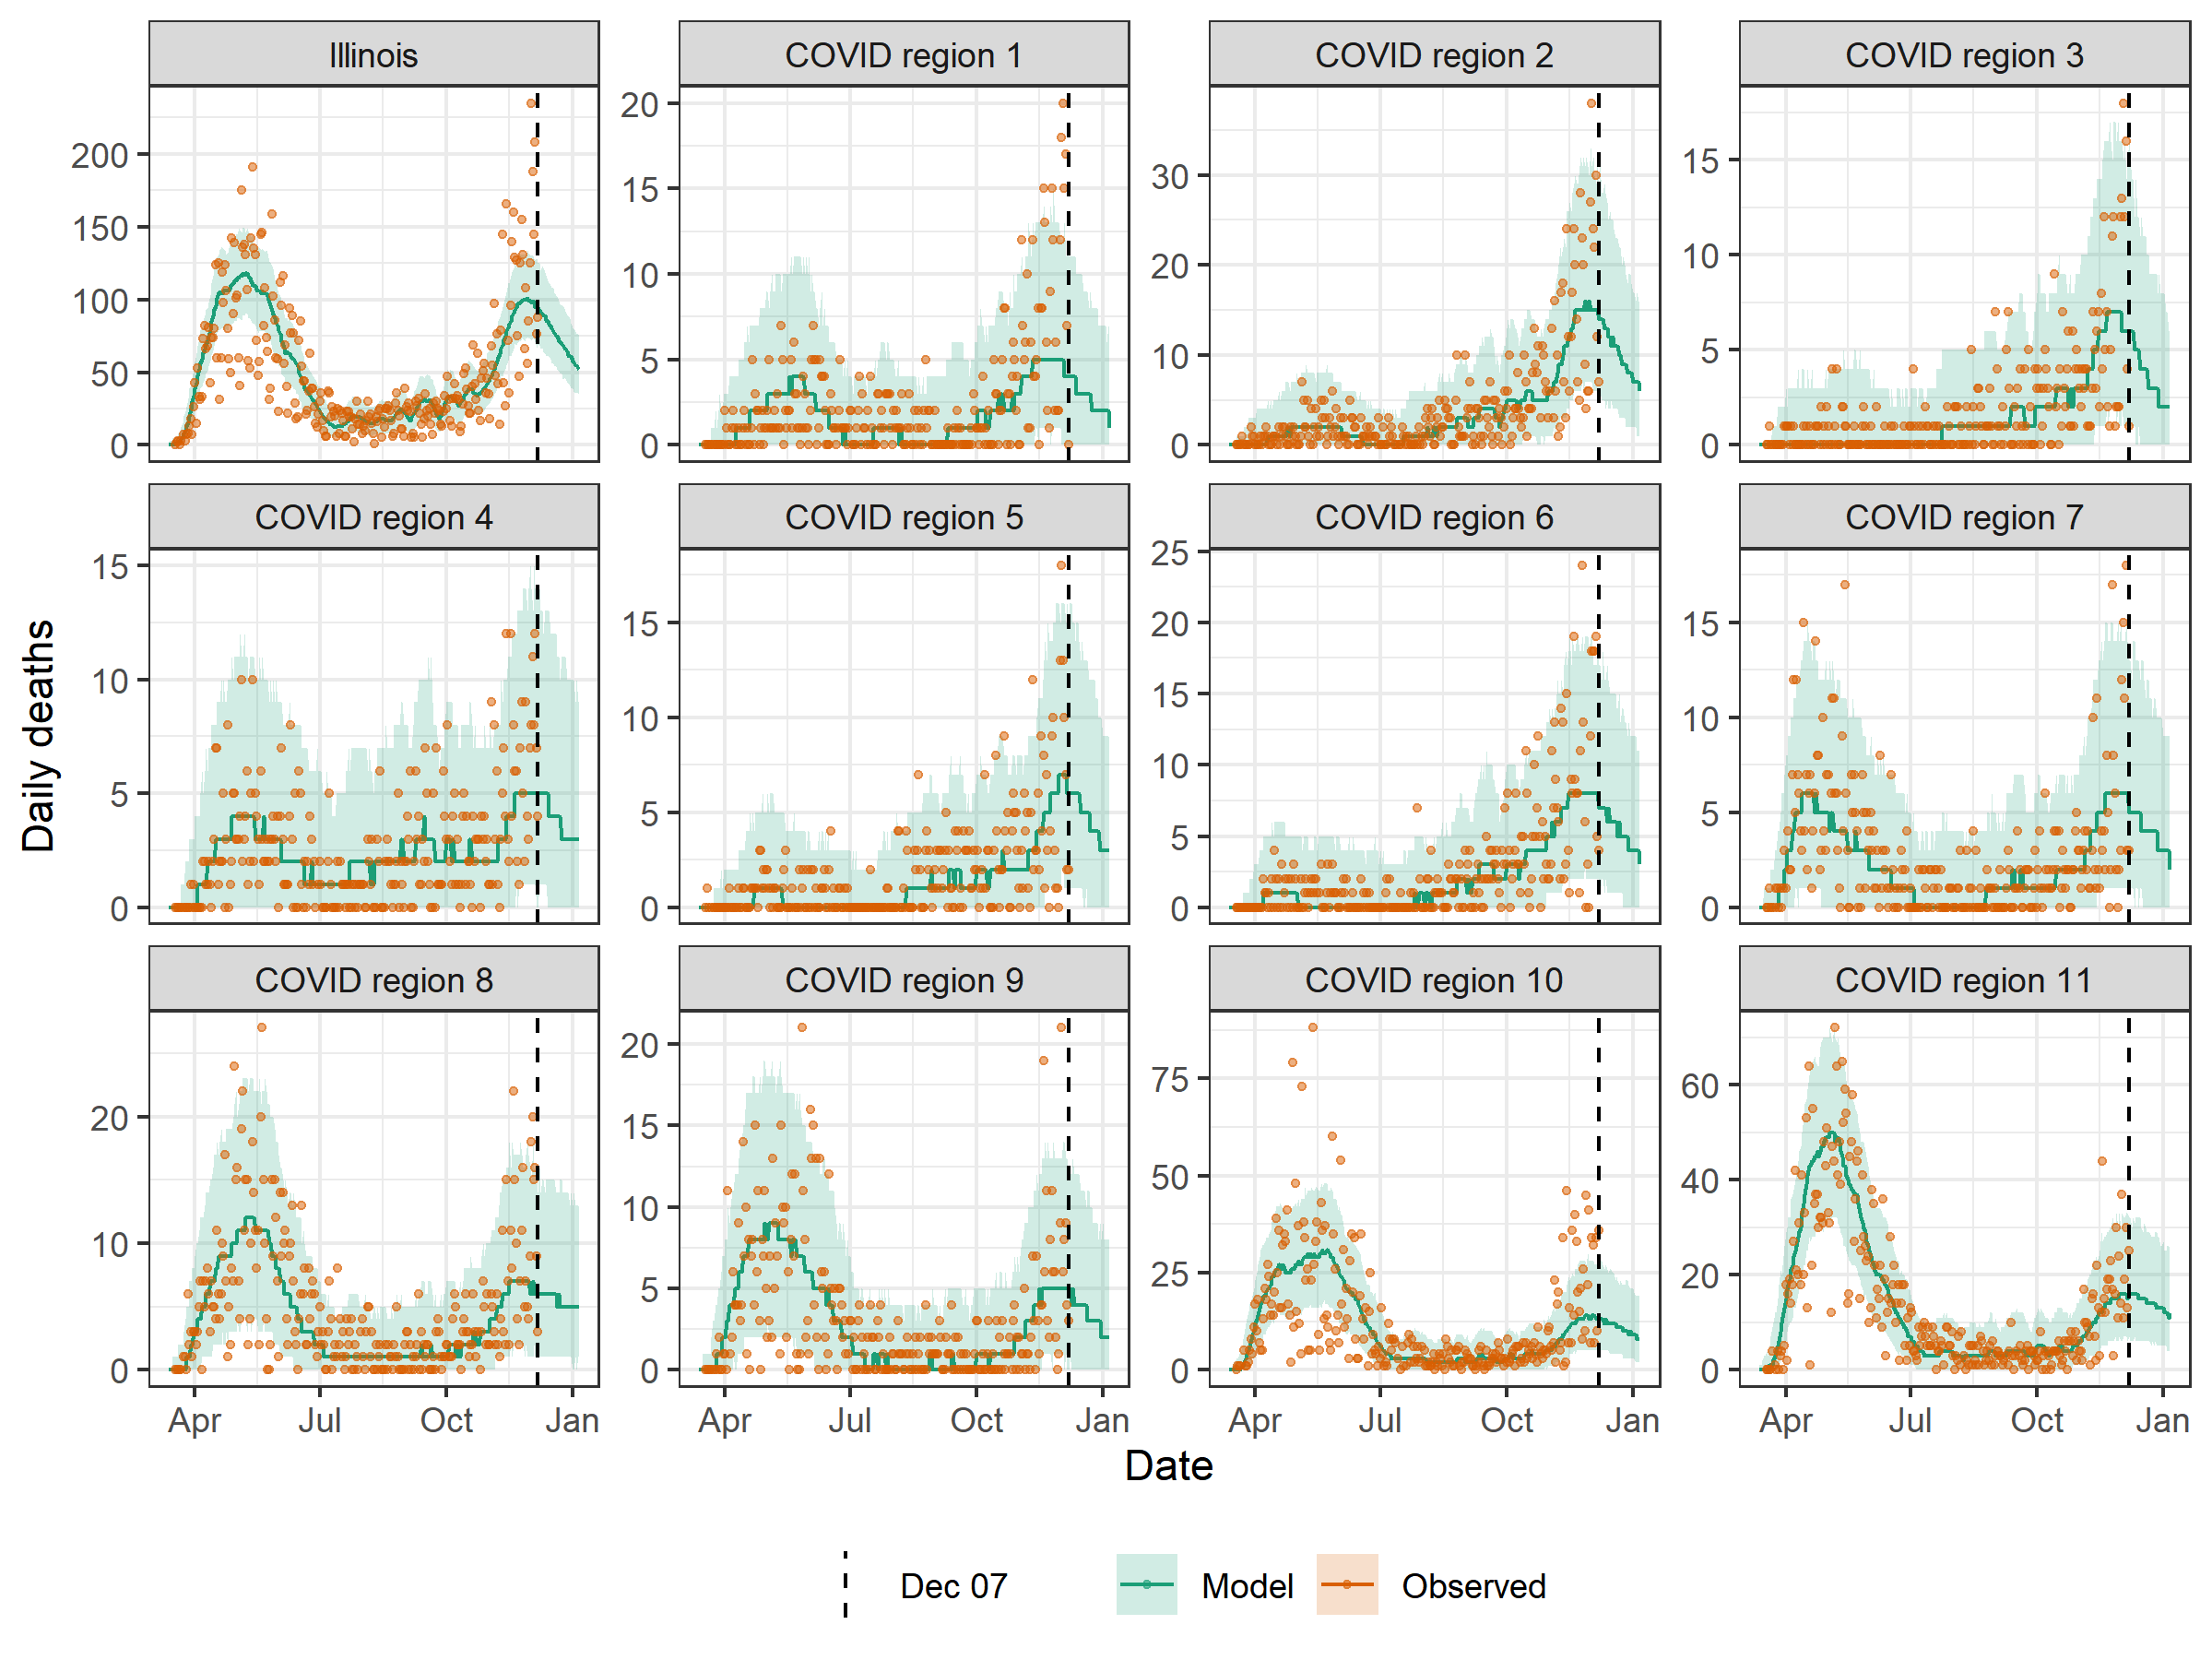 Illinois
COVID region 1
COVID region 2
COVID region 3
200
150
100
50
0
20
15
10
5
0
30
20
10
0
15
10
5
0
COVID region 4
COVID region 5
COVID region 6
COVID region 7
15
10
5
0
15
10
5
0
25
20
15
10
5
0
15
10
5
0
Daily deaths
COVID region 8
COVID region 9
COVID region 10
COVID region 11
20
10
0
20
15
10
5
0
75
50
25
0
60
40
20
0
Apr Jul Oct Jan
Apr Jul Oct Jan
Apr Jul Oct Jan
Apr Jul Oct Jan
Date
Dec 07 Model Observed